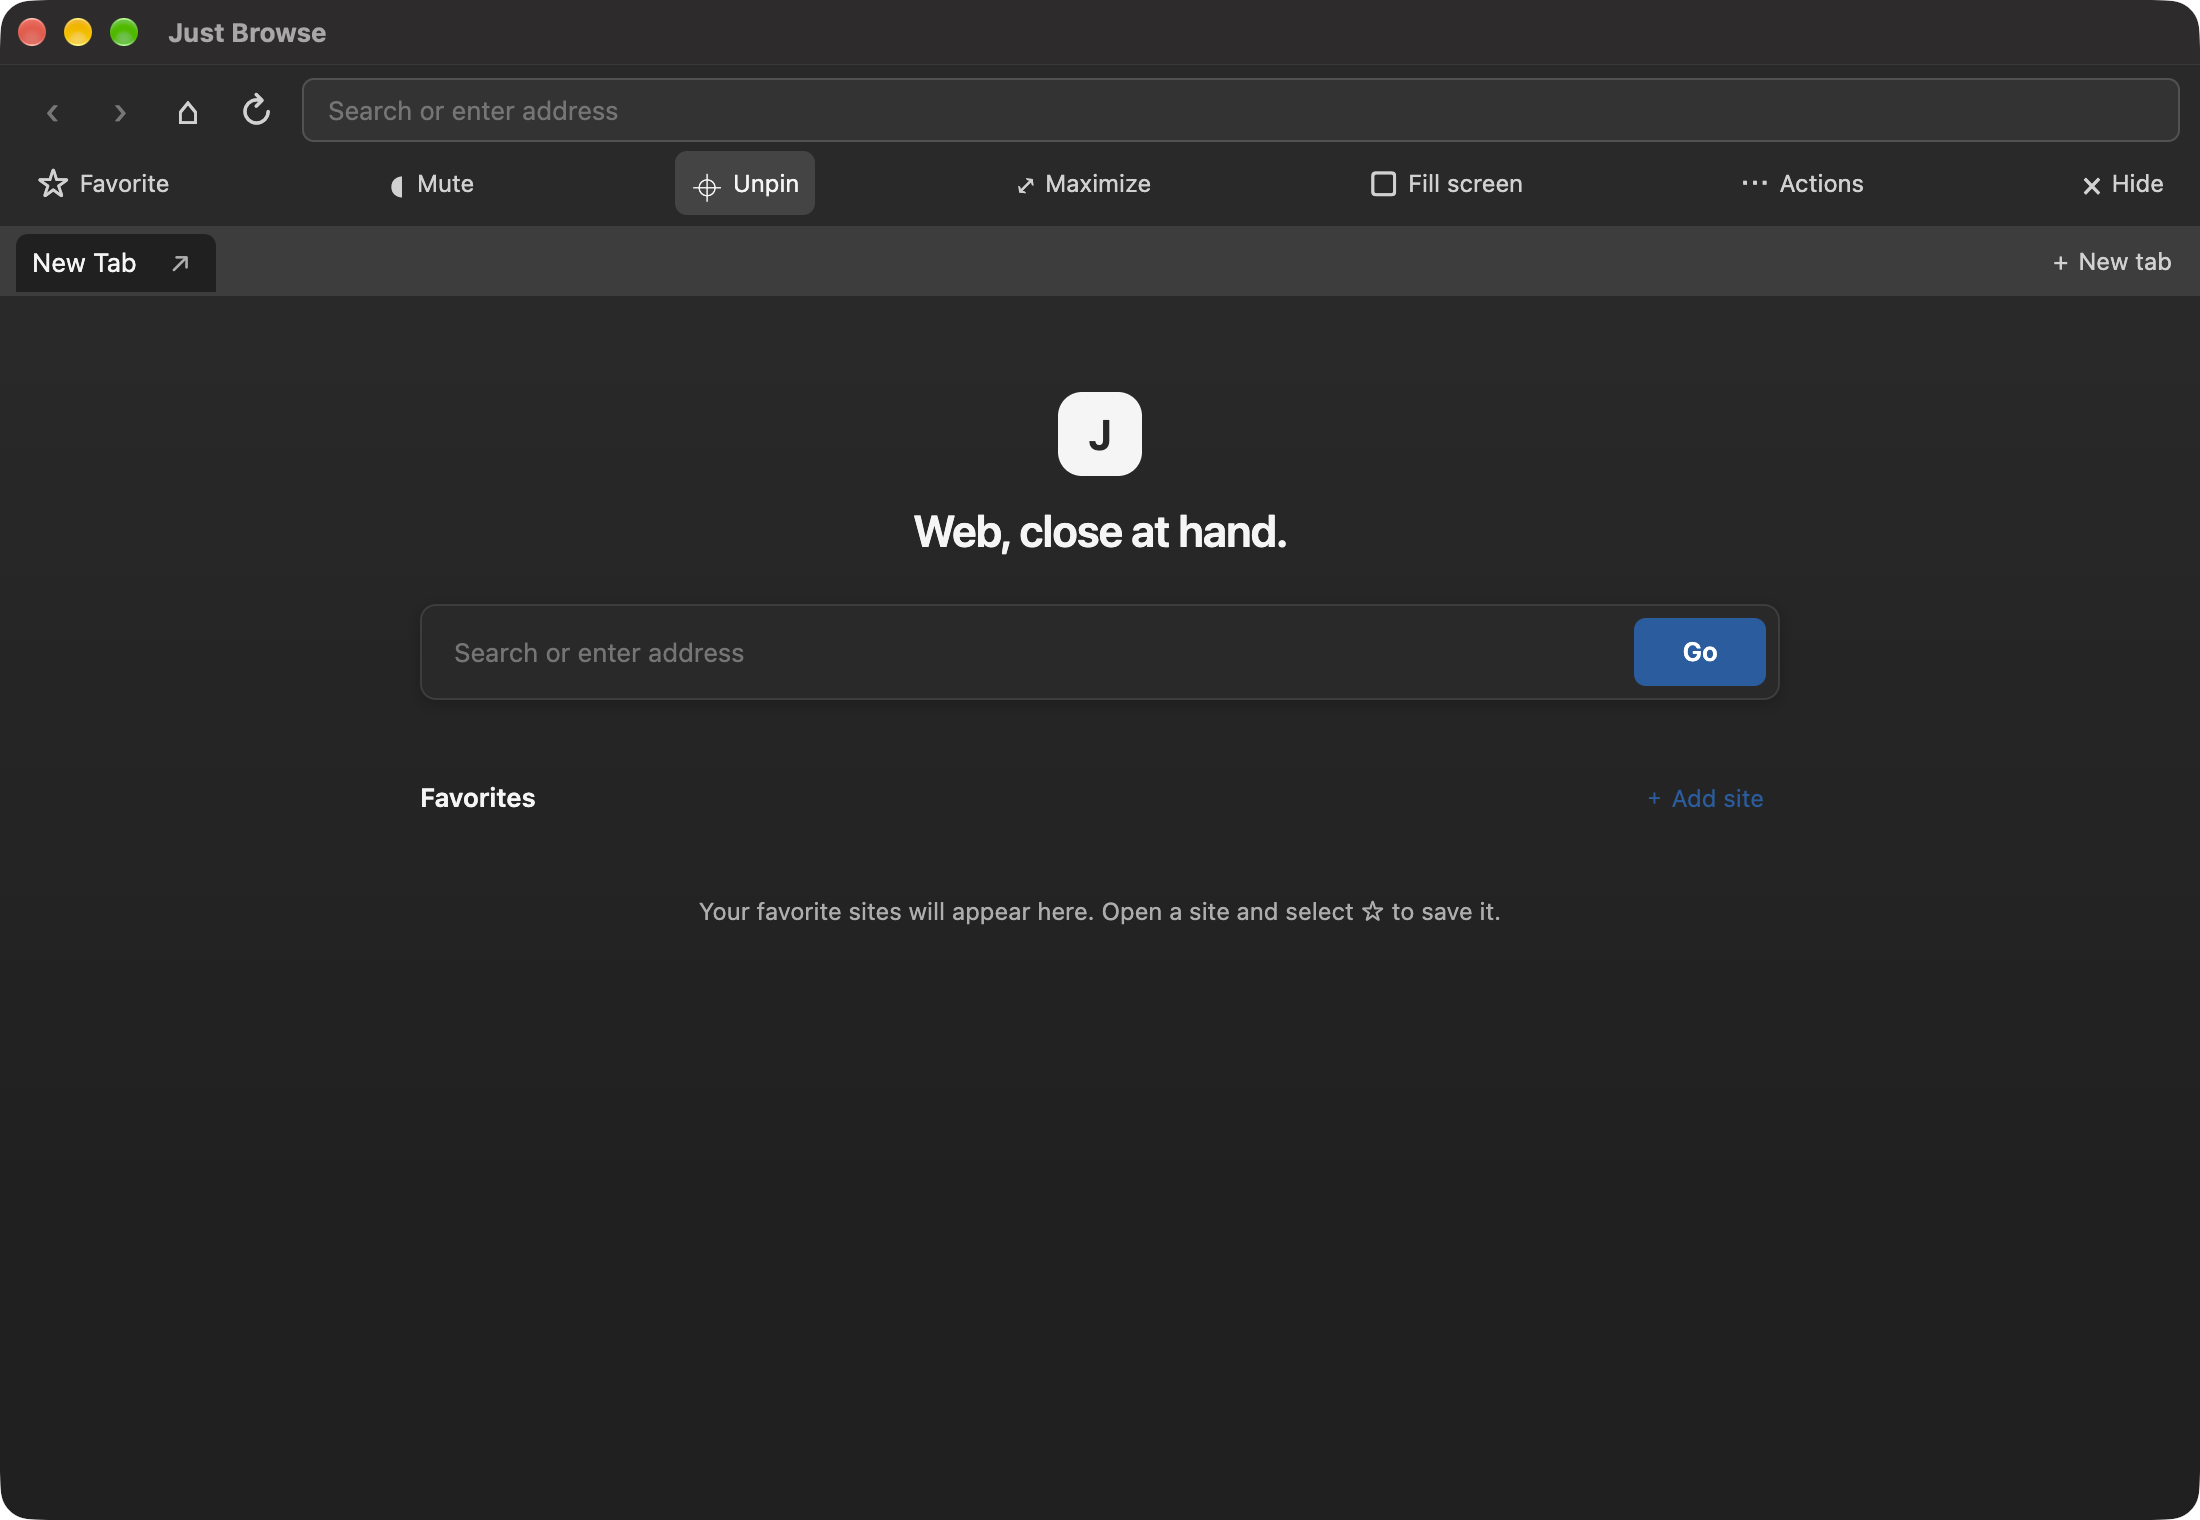 Just Browse
Search or enter address
Favorite Mute Unpin Maximize Fill screen Actions Hide
New Tab + New tab
J
Web, close at hand.
Search or enter address Go
Favorites + Add site
Your favorite sites will appear here. Open a site and select ☆ to save it.